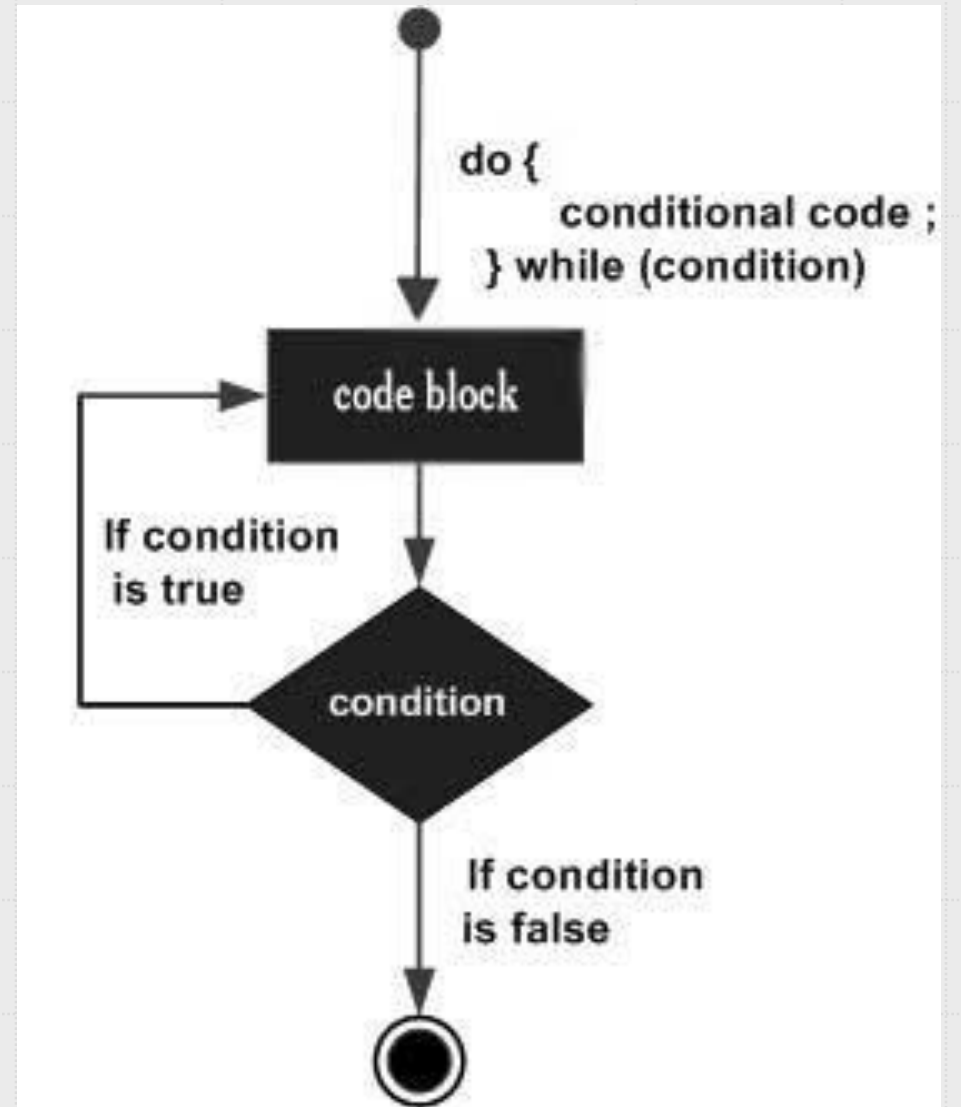 do {
conditional code ;
} while (condition)
code block
If condition
is true
condition
If condition
is false